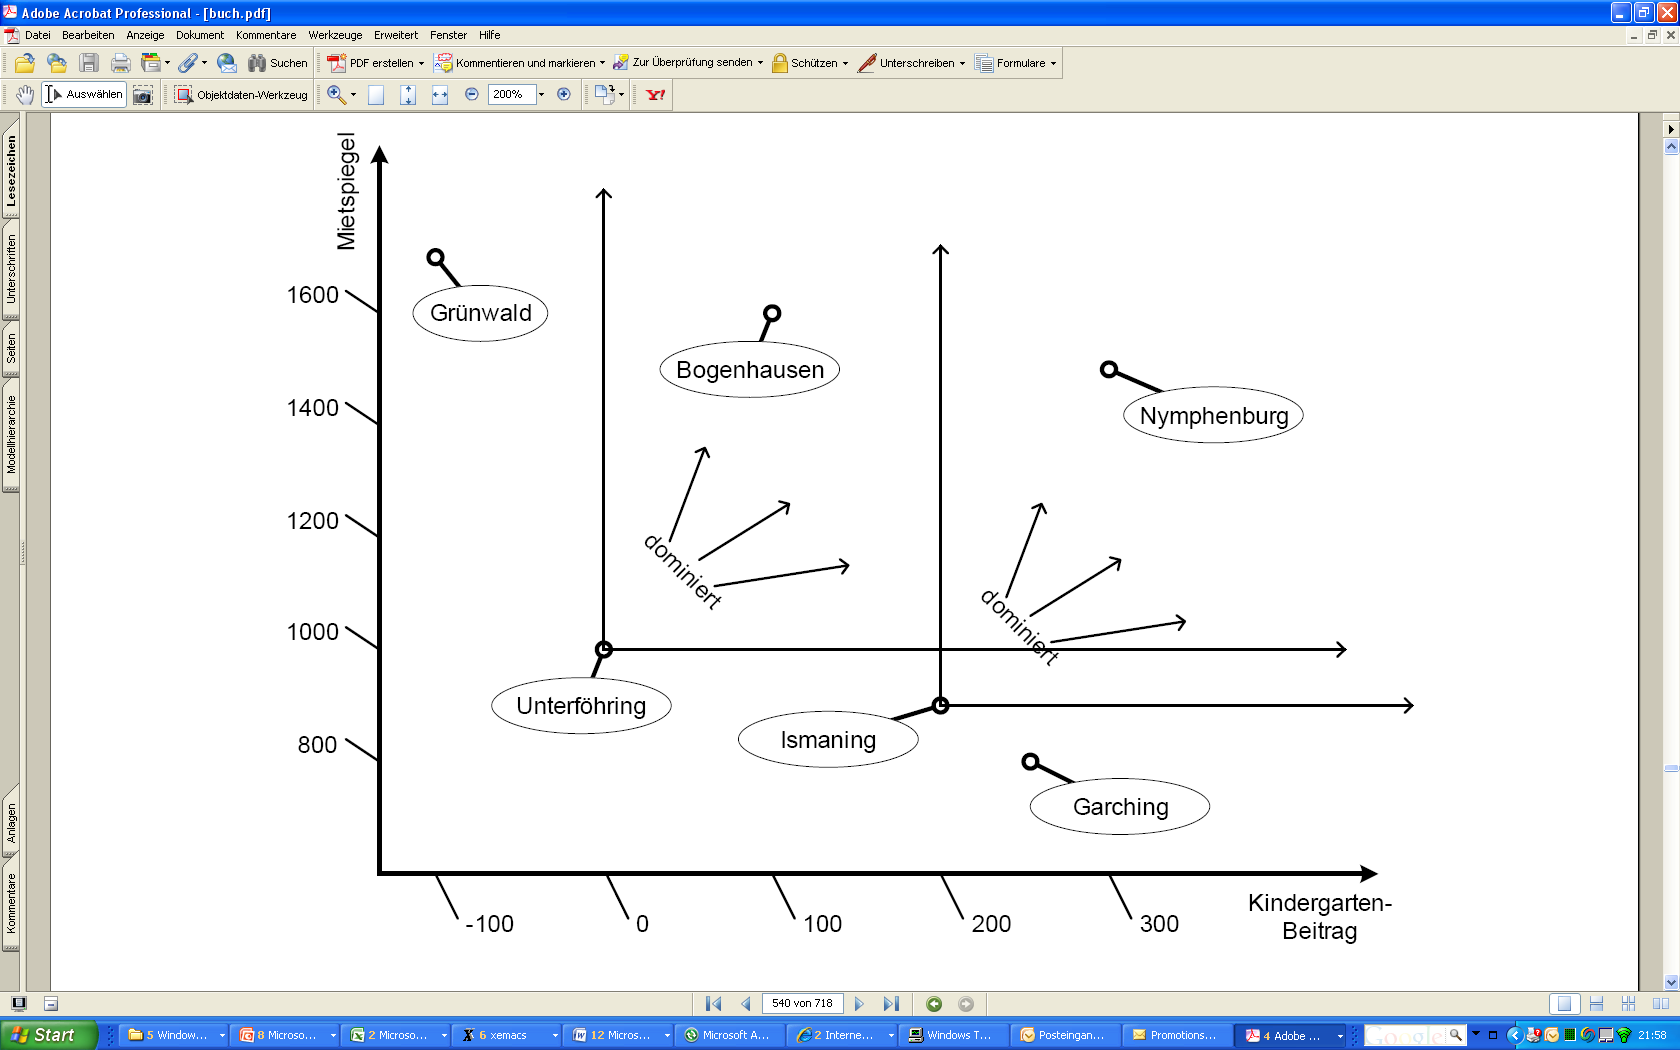 Adobe Acrobat Professional - [buch.pdf]
Datei Bearbeiten Anzeige Dokument Kommentare Werkzeuge Erweitert Fenster Hilfe
Suchen PDF erstellen Kommentieren und markieren Zur Überprüfung senden Schützen Unterschreiben Formulare
Auswählen Objektdaten-Werkzeug 200% Y!
Lesezeichen
Unterschriften
Seiten
Modellhierarchie
Anlagen
Kommentare
Mietspiegel
1600
1400
1200
1000
800
Grünwald
Bogenhausen
Nymphenburg
dominiert
dominiert
Unterföhring
Ismaning
Garching
-100 0 100 200 300
Kindergarten-
Beitrag
540 von 718
Start 5 Window... 8 Microso... 2 Microso... 6 xemacs 12 Micros... Microsoft A... 2 Interne... Windows T... Posteingan... Promotions... 4 Adobe ... Google 21:58